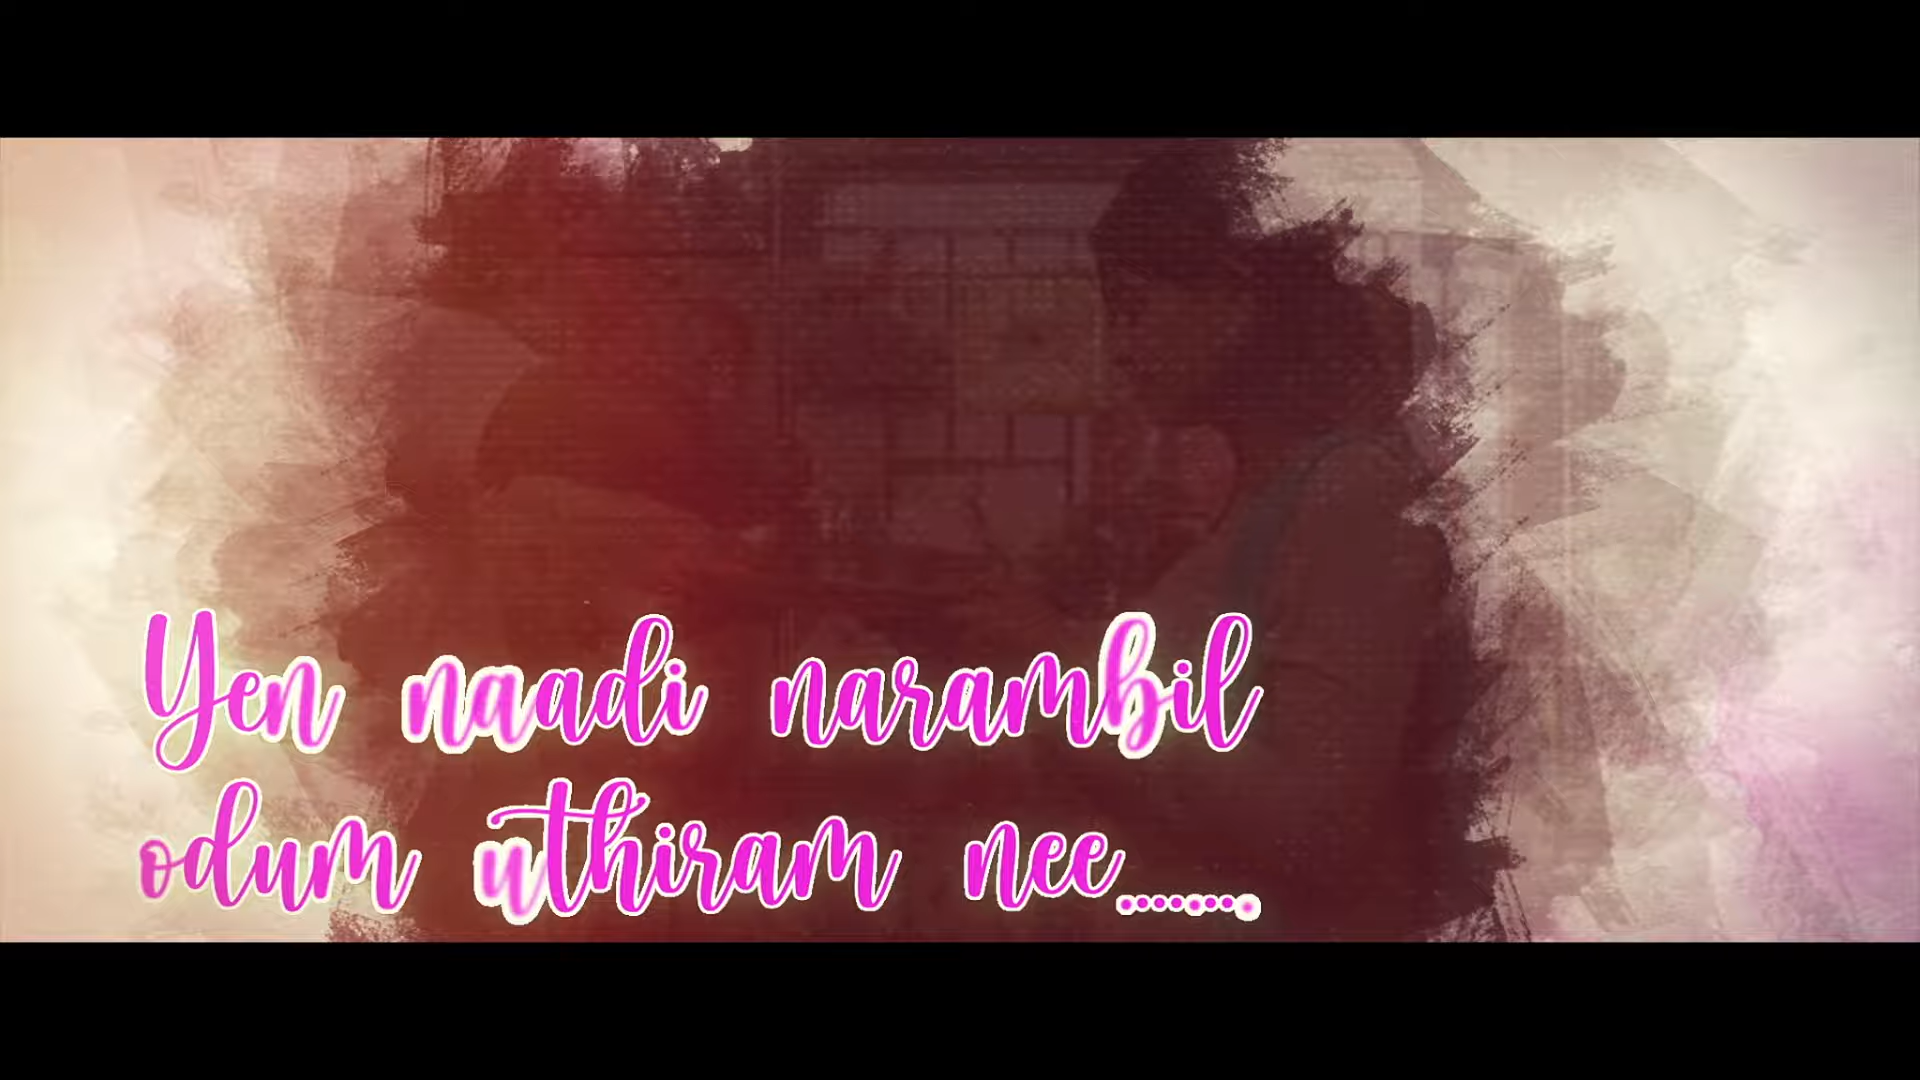 Yen naadi narambil
odum uthiram nee........